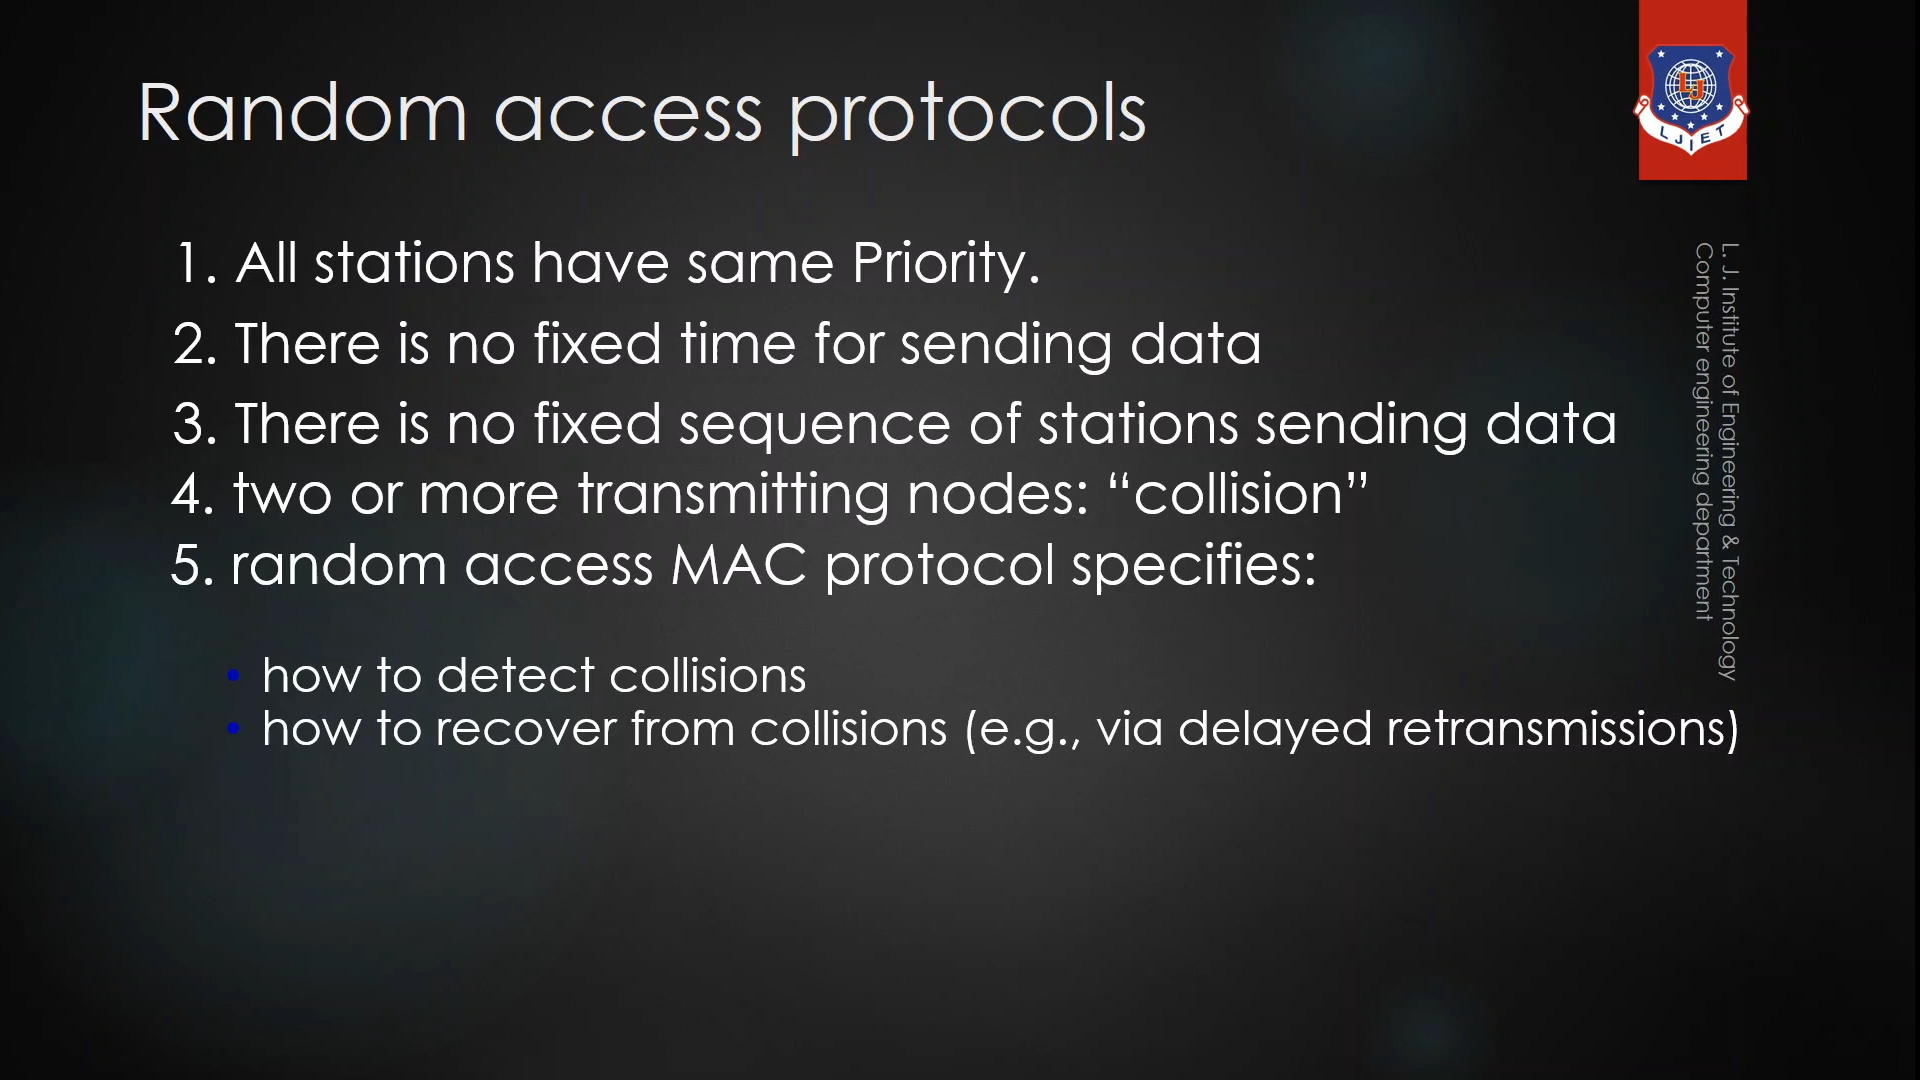 Random access protocols
LJ
LJIET
1. All stations have same Priority.
2. There is no fixed time for sending data
3. There is no fixed sequence of stations sending data
4. two or more transmitting nodes: “collision”
5. random access MAC protocol specifies:
• how to detect collisions
• how to recover from collisions (e.g., via delayed retransmissions)
L. J. Institute of Engineering & Technology
Computer engineering department